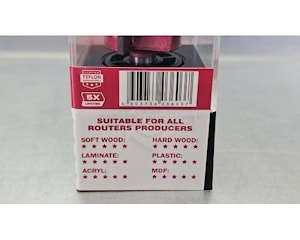 TEFLON
5X
SUITABLE FOR ALL
ROUTERS PRODUCERS
SOFT WOOD: HARD WOOD:
★ ★ ★ ★ ★ ★ ★ ★ ★ ★
LAMINATE: PLASTIC:
★ ★ ★ ★ ★ ★ ★ ★ ★ ★
ACRYL: MDF:
★ ★ ★ ★ ★ ★ ★ ★ ★ ★